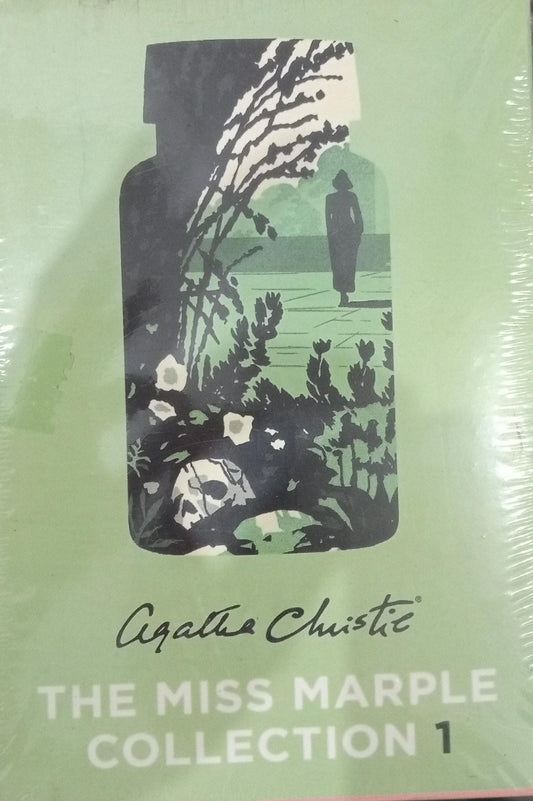 Agatha Christie®
THE MISS MARPLE
COLLECTION 1